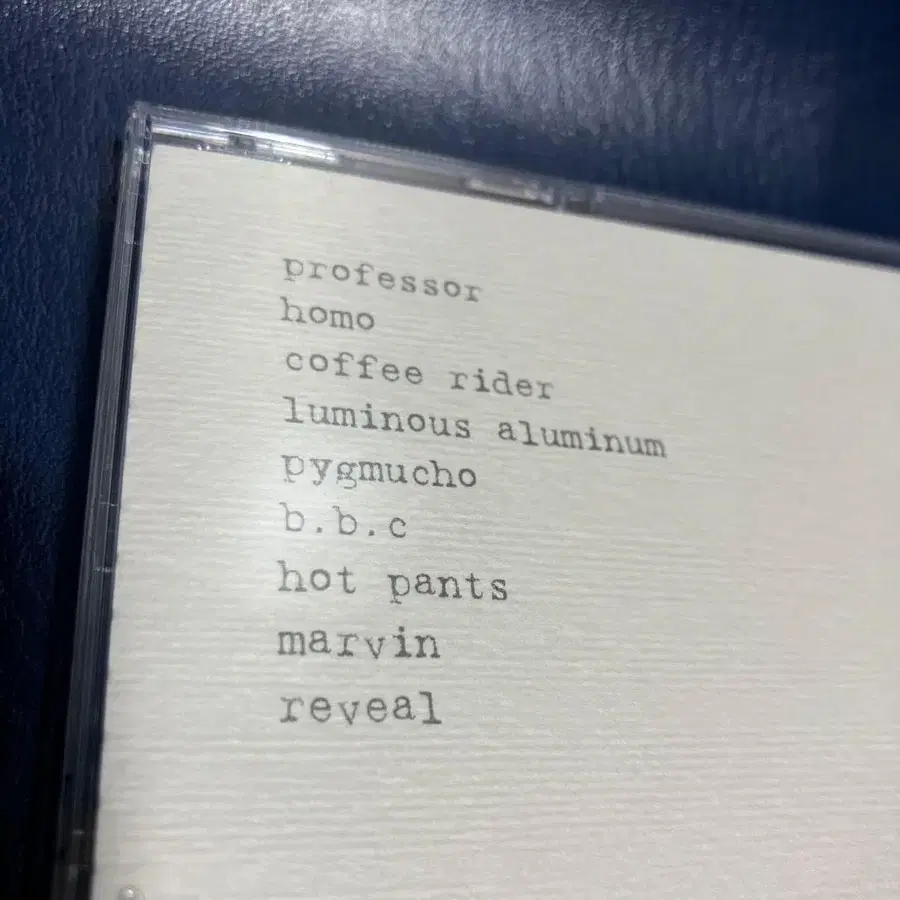 professor
homo
coffee rider
luminous aluminum
pygmucho
b.b.c
hot pants
marvin
reveal